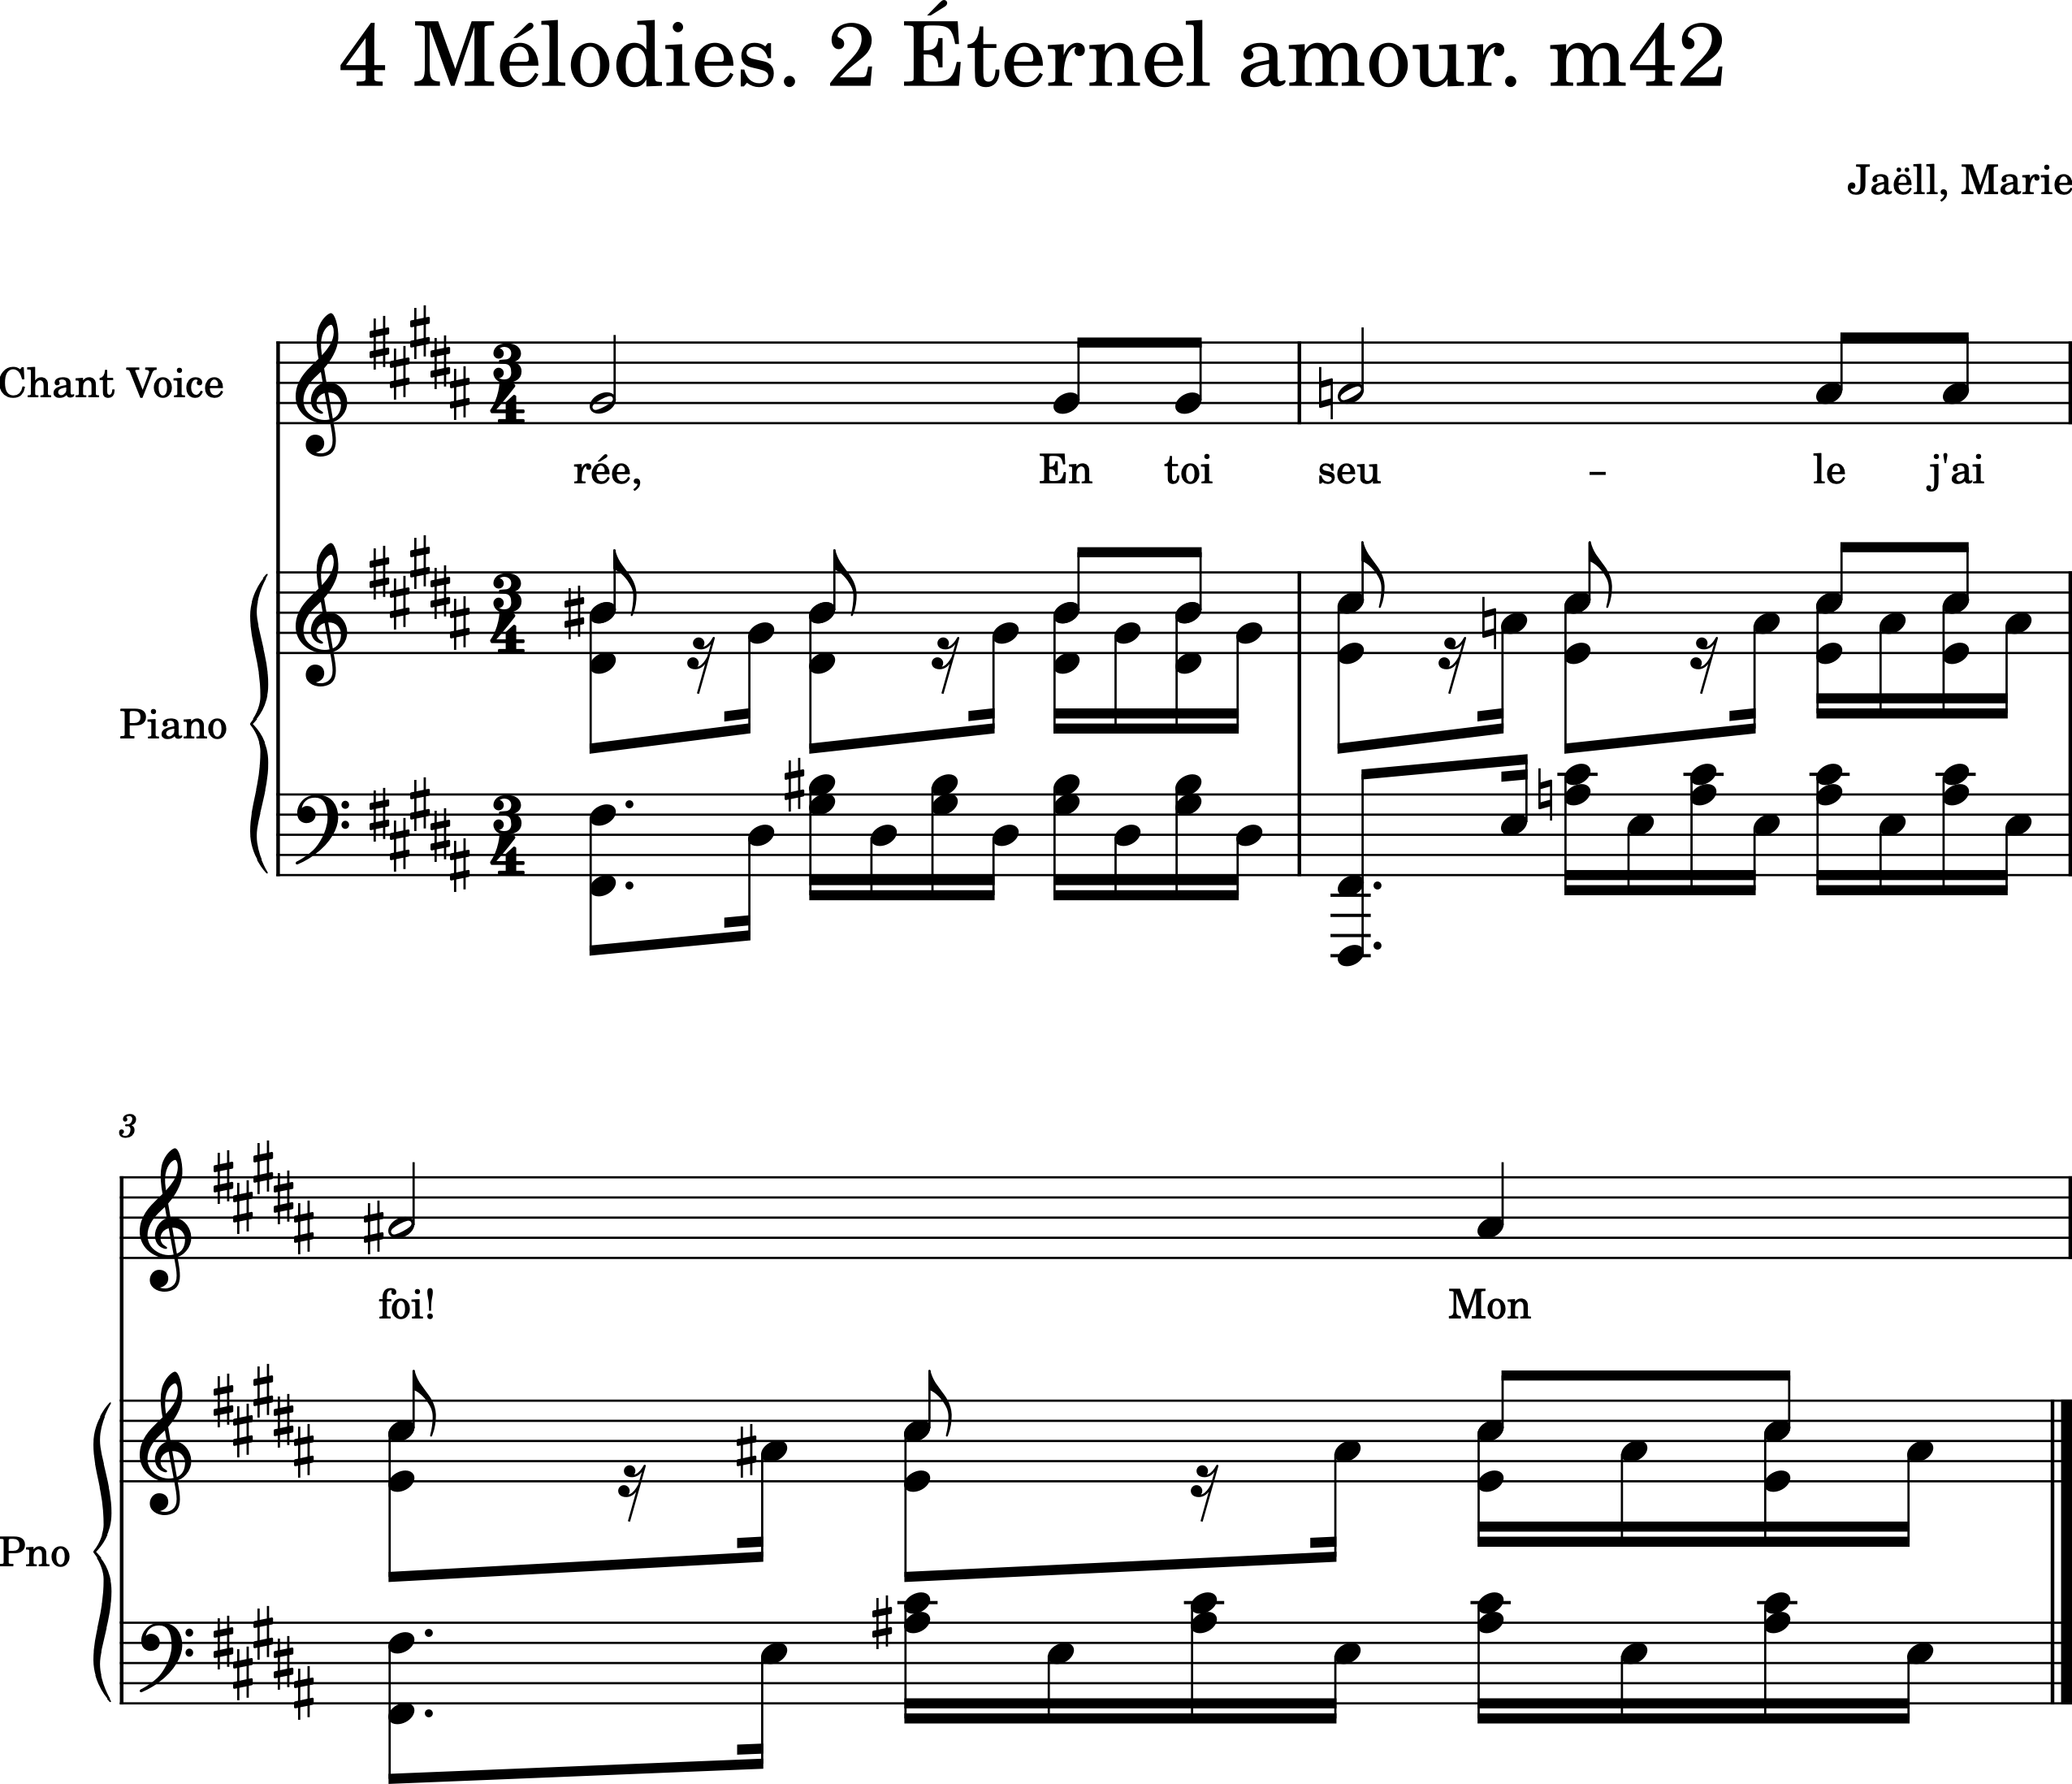 4 Mélodies. 2 Éternel amour. m42
Jaëll, Marie
Chant Voice
rée, En toi seu – le j'ai
Piano
3
foi! Mon
Pno